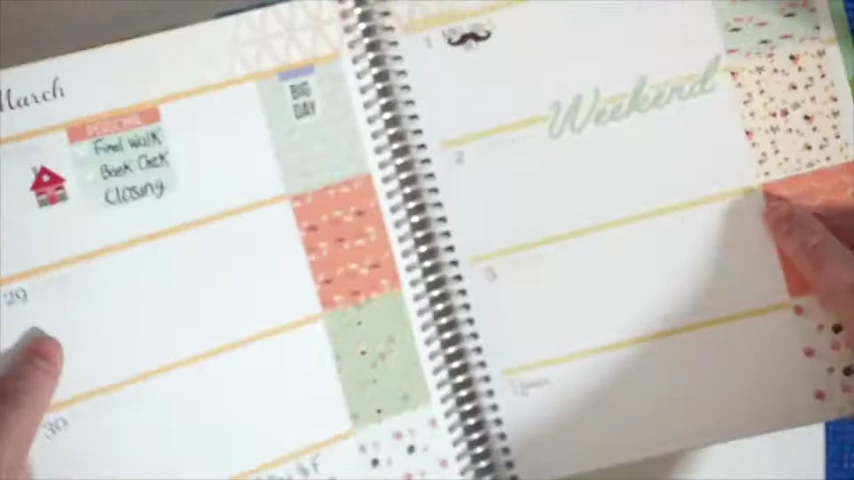 March
PERSONAL
Final Walk
Bank Check
Closing
BIG
DAY
29
30
1
Weekend
2
3